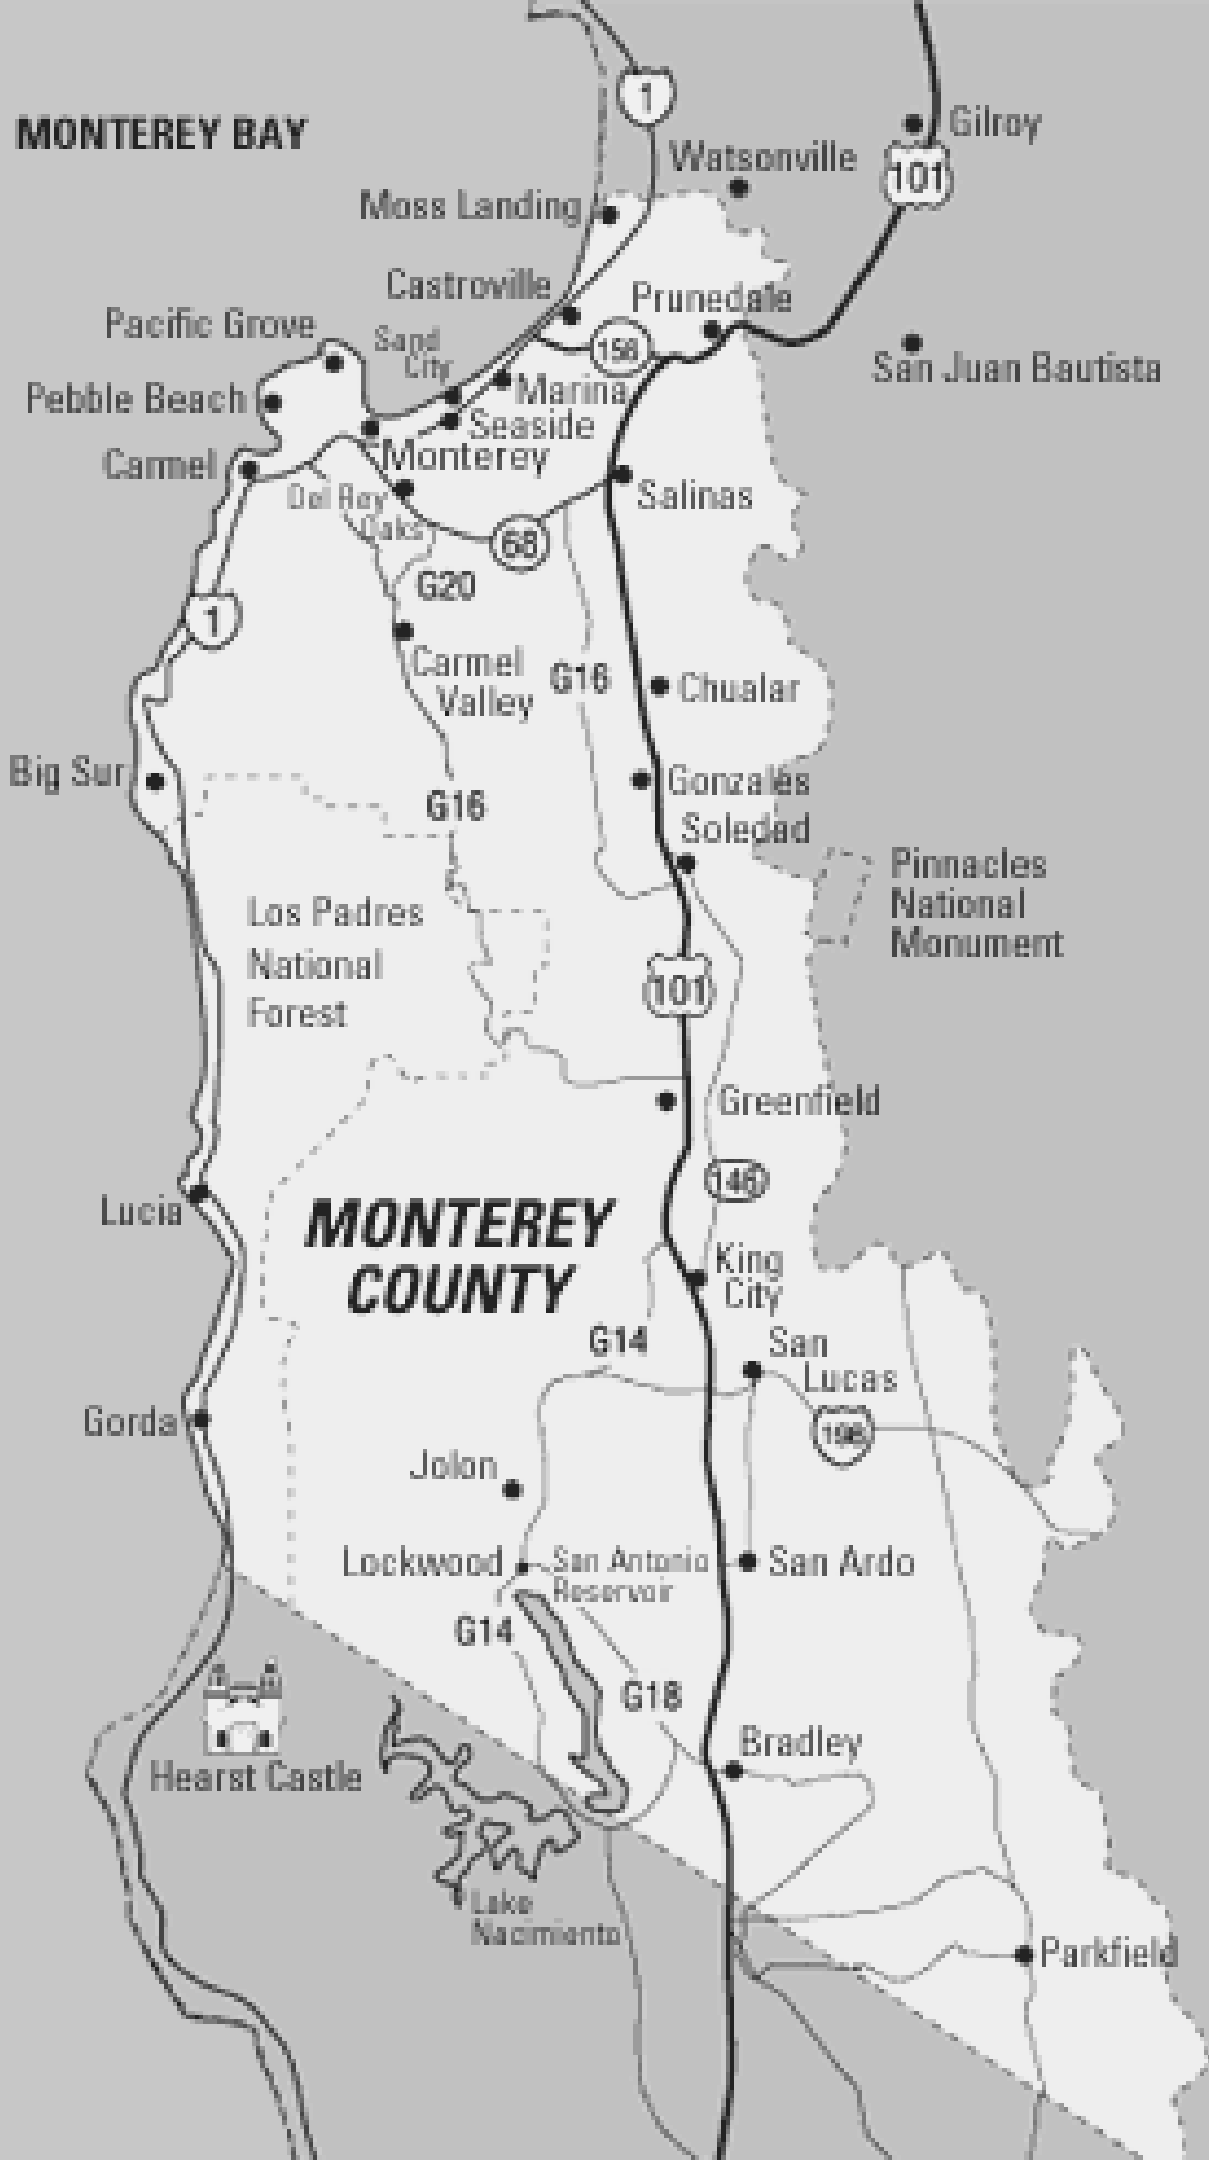 1
Gilroy
MONTEREY BAY
Watsonville
101
Moss Landing
Castroville
Prunedale
Pacific Grove
Sand
City
156
San Juan Bautista
Marina
Pebble Beach
Seaside
Monterey
Carmel
Del Rey
Oaks
Salinas
68
G20
1
Carmel
Valley
G16
Chualar
Big Sur
Gonzales
G16
Soledad
Pinnacles
National
Monument
Los Padres
National
Forest
101
Greenfield
146
Lucia
MONTEREY
COUNTY
King
City
G14
San
Lucas
Gorda
198
Jolon
Lockwood
San Antonio
Reservoir
San Ardo
G14
G18
Bradley
Hearst Castle
Lake
Nacimiento
Parkfield